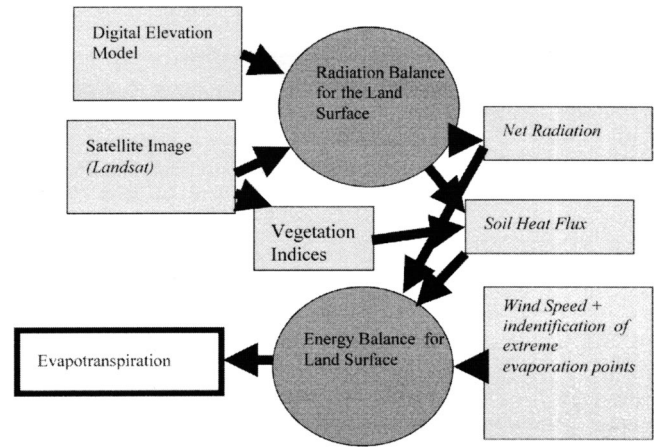 Digital Elevation
Model
Radiation Balance
for the Land
Surface
Satellite Image
(Landsat)
Net Radiation
Vegetation
Indices
Soil Heat Flux
Energy Balance for
Land Surface
Wind Speed +
indentification of
extreme
evaporation points
Evapotranspiration